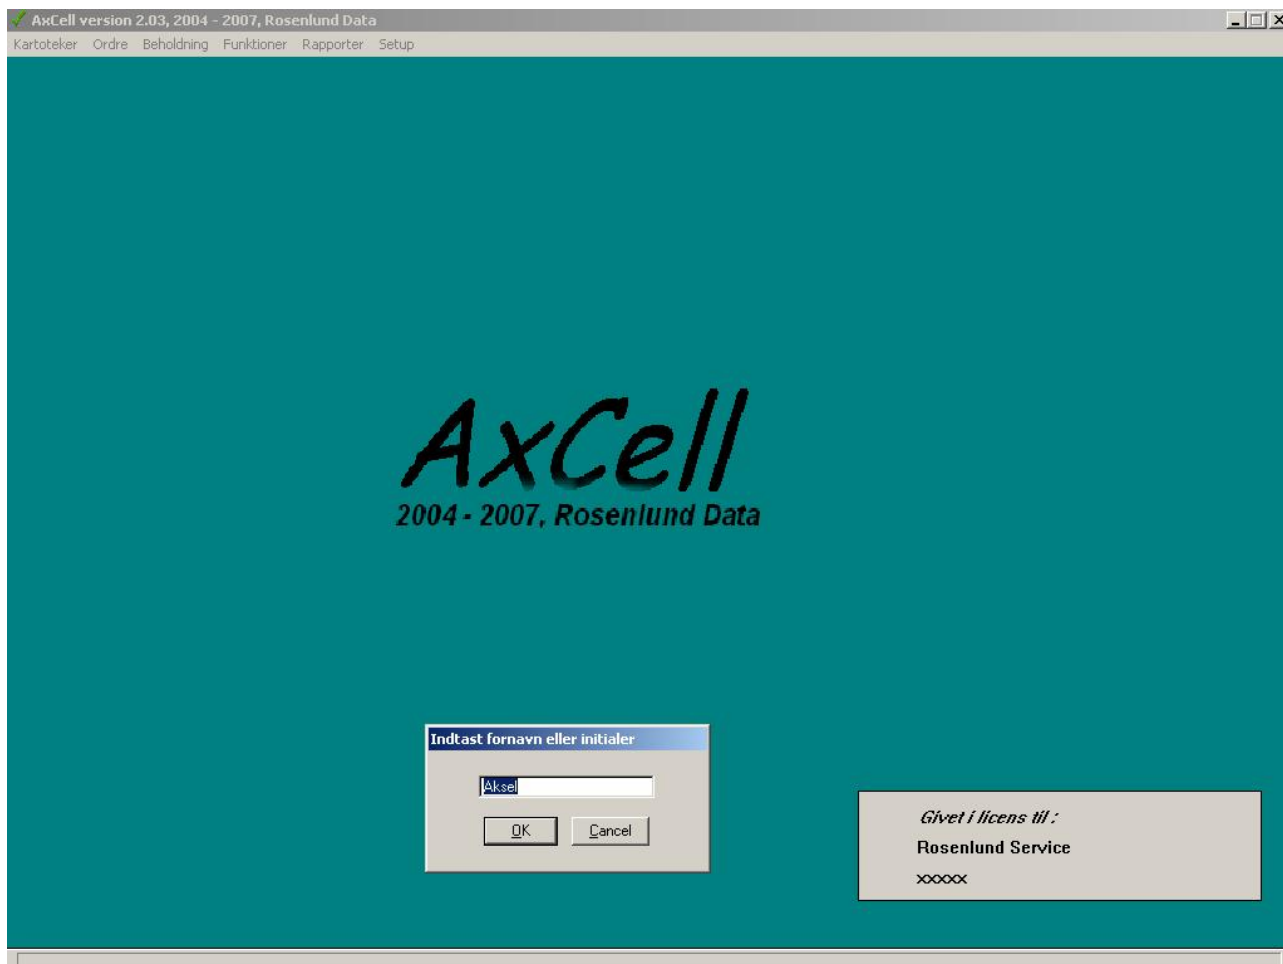 AxCell version 2.03, 2004 - 2007, Rosenlund Data
Kartoteker Ordre Beholdning Funktioner Rapporter Setup
AxCell
2004 - 2007, Rosenlund Data
Indtast fornavn eller initialer
Aksel
OK Cancel
Givet i licens til :
Rosenlund Service
xxxxx